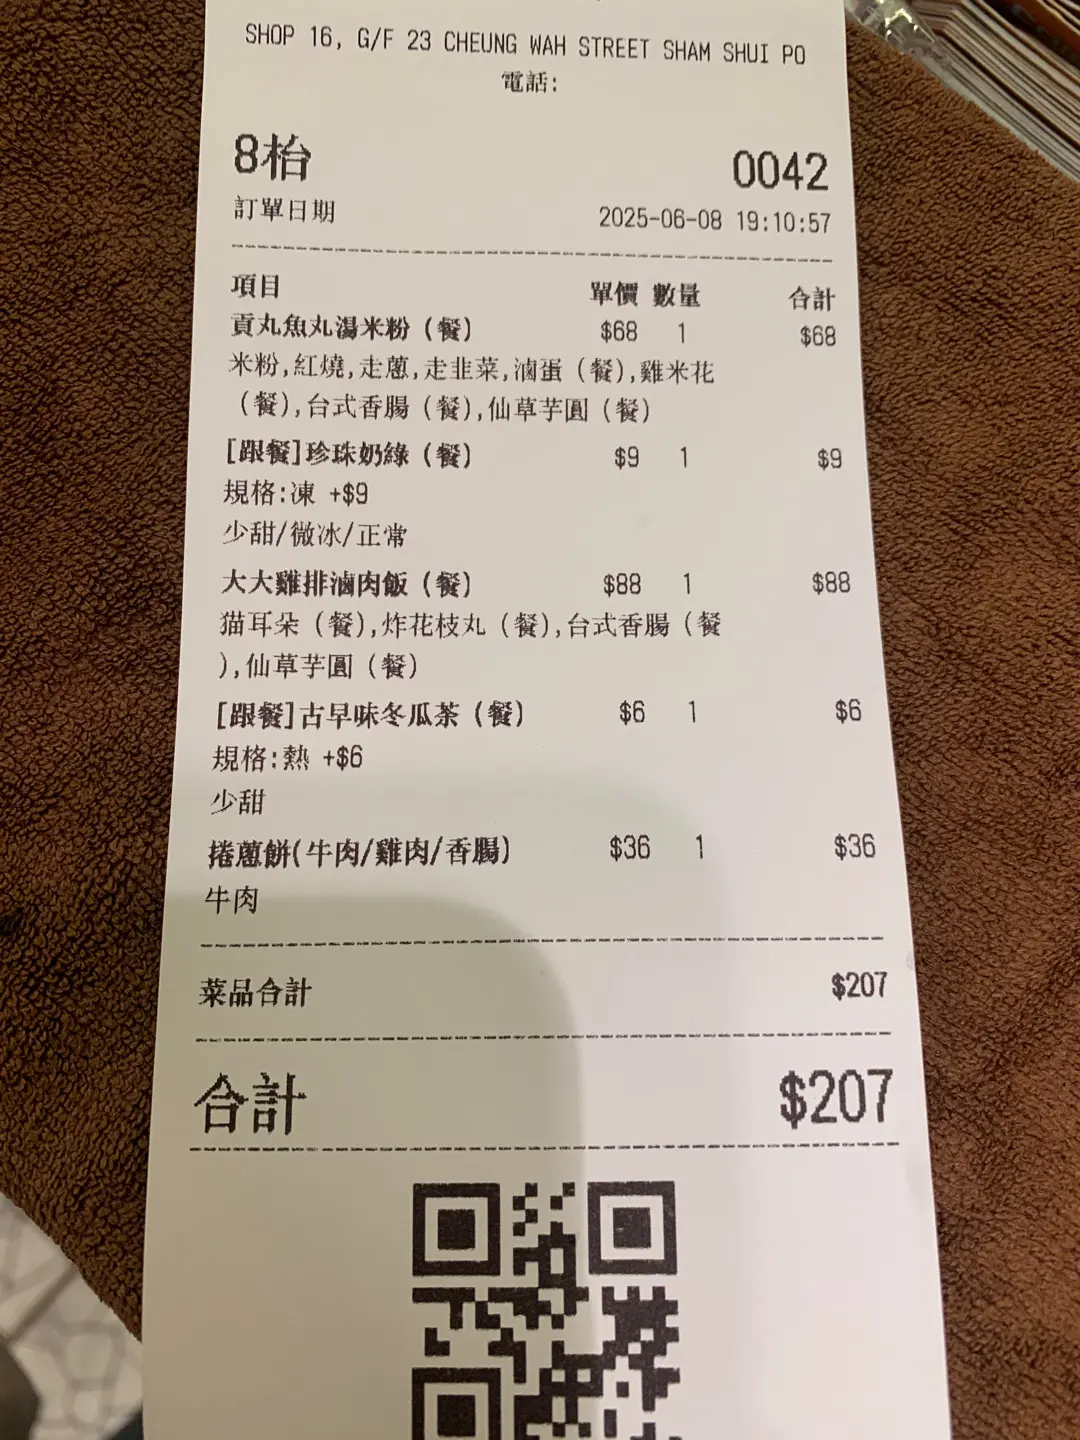 SHOP 16, G/F 23 CHEUNG WAH STREET SHAM SHUI PO
電話:
8枱 0042
訂單日期 2025-06-08 19:10:57
項目 單價 數量 合計
貢丸魚丸湯米粉（餐） $68 1 $68
米粉,紅燒,走蔥,走韭菜,滷蛋（餐）,雞米花
（餐）,台式香腸（餐）,仙草芋圓（餐）
[跟餐]珍珠奶綠（餐） $9 1 $9
規格:凍 +$9
少甜/微冰/正常
大大雞排滷肉飯（餐） $88 1 $88
猫耳朵（餐）,炸花枝丸（餐）,台式香腸（餐
）,仙草芋圓（餐）
[跟餐]古早味冬瓜茶（餐） $6 1 $6
規格:熱 +$6
少甜
捲蔥餅(牛肉/雞肉/香腸) $36 1 $36
牛肉
菜品合計 $207
合計 $207